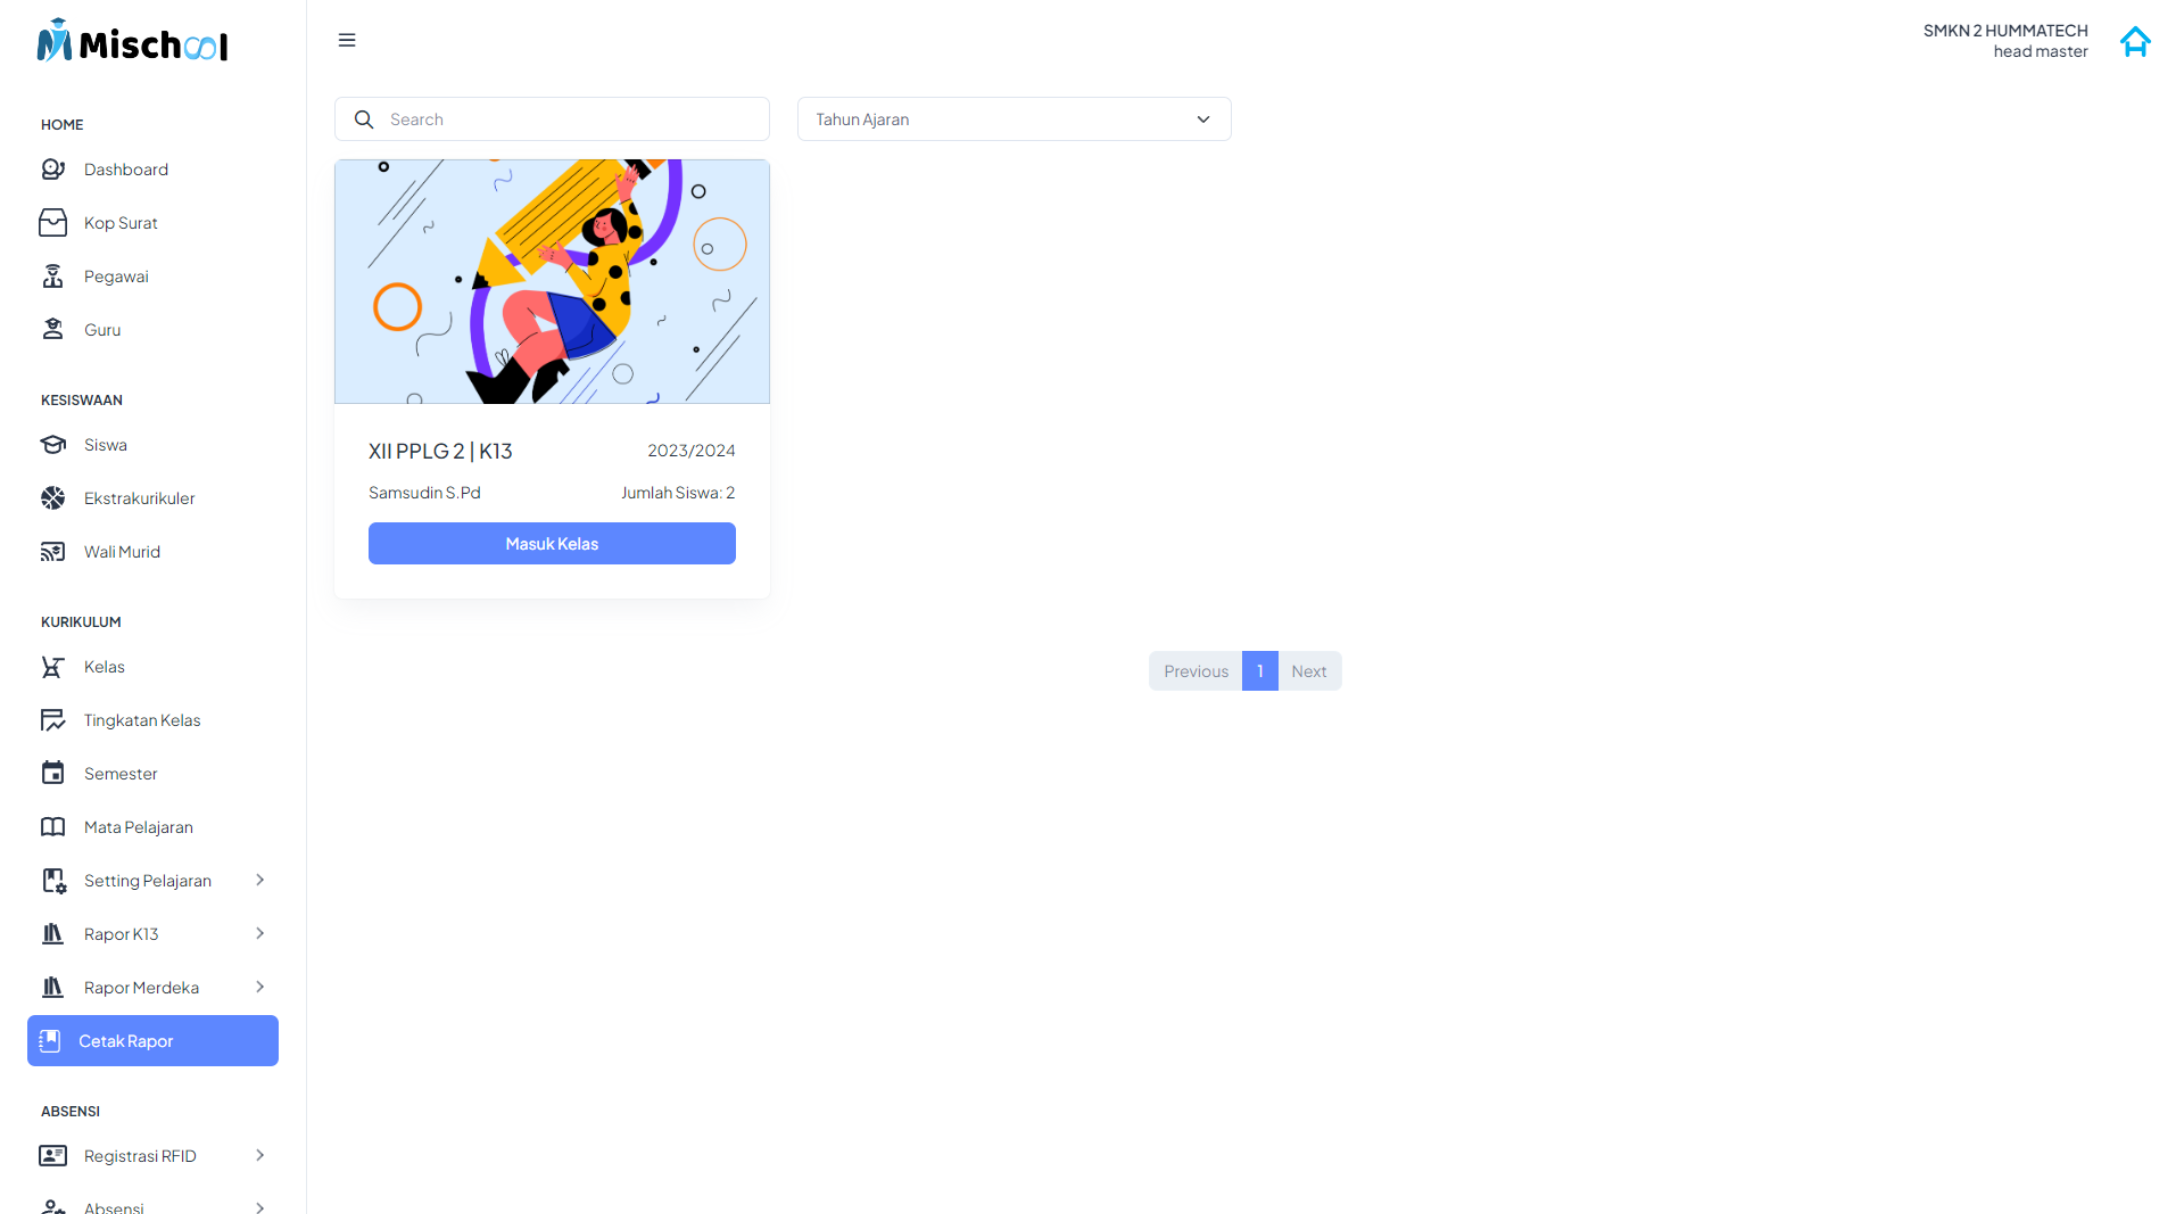 Mischool
SMKN 2 HUMMATECH
head master
HOME
Dashboard
Kop Surat
Pegawai
Guru
KESISWAAN
Siswa
Ekstrakurikuler
Wali Murid
KURIKULUM
Kelas
Tingkatan Kelas
Semester
Mata Pelajaran
Setting Pelajaran
Rapor K13
Rapor Merdeka
Cetak Rapor
ABSENSI
Registrasi RFID
Absensi
Search
Tahun Ajaran
XII PPLG 2 | K13
2023/2024
Samsudin S.Pd
Jumlah Siswa: 2
Masuk Kelas
Previous 1 Next